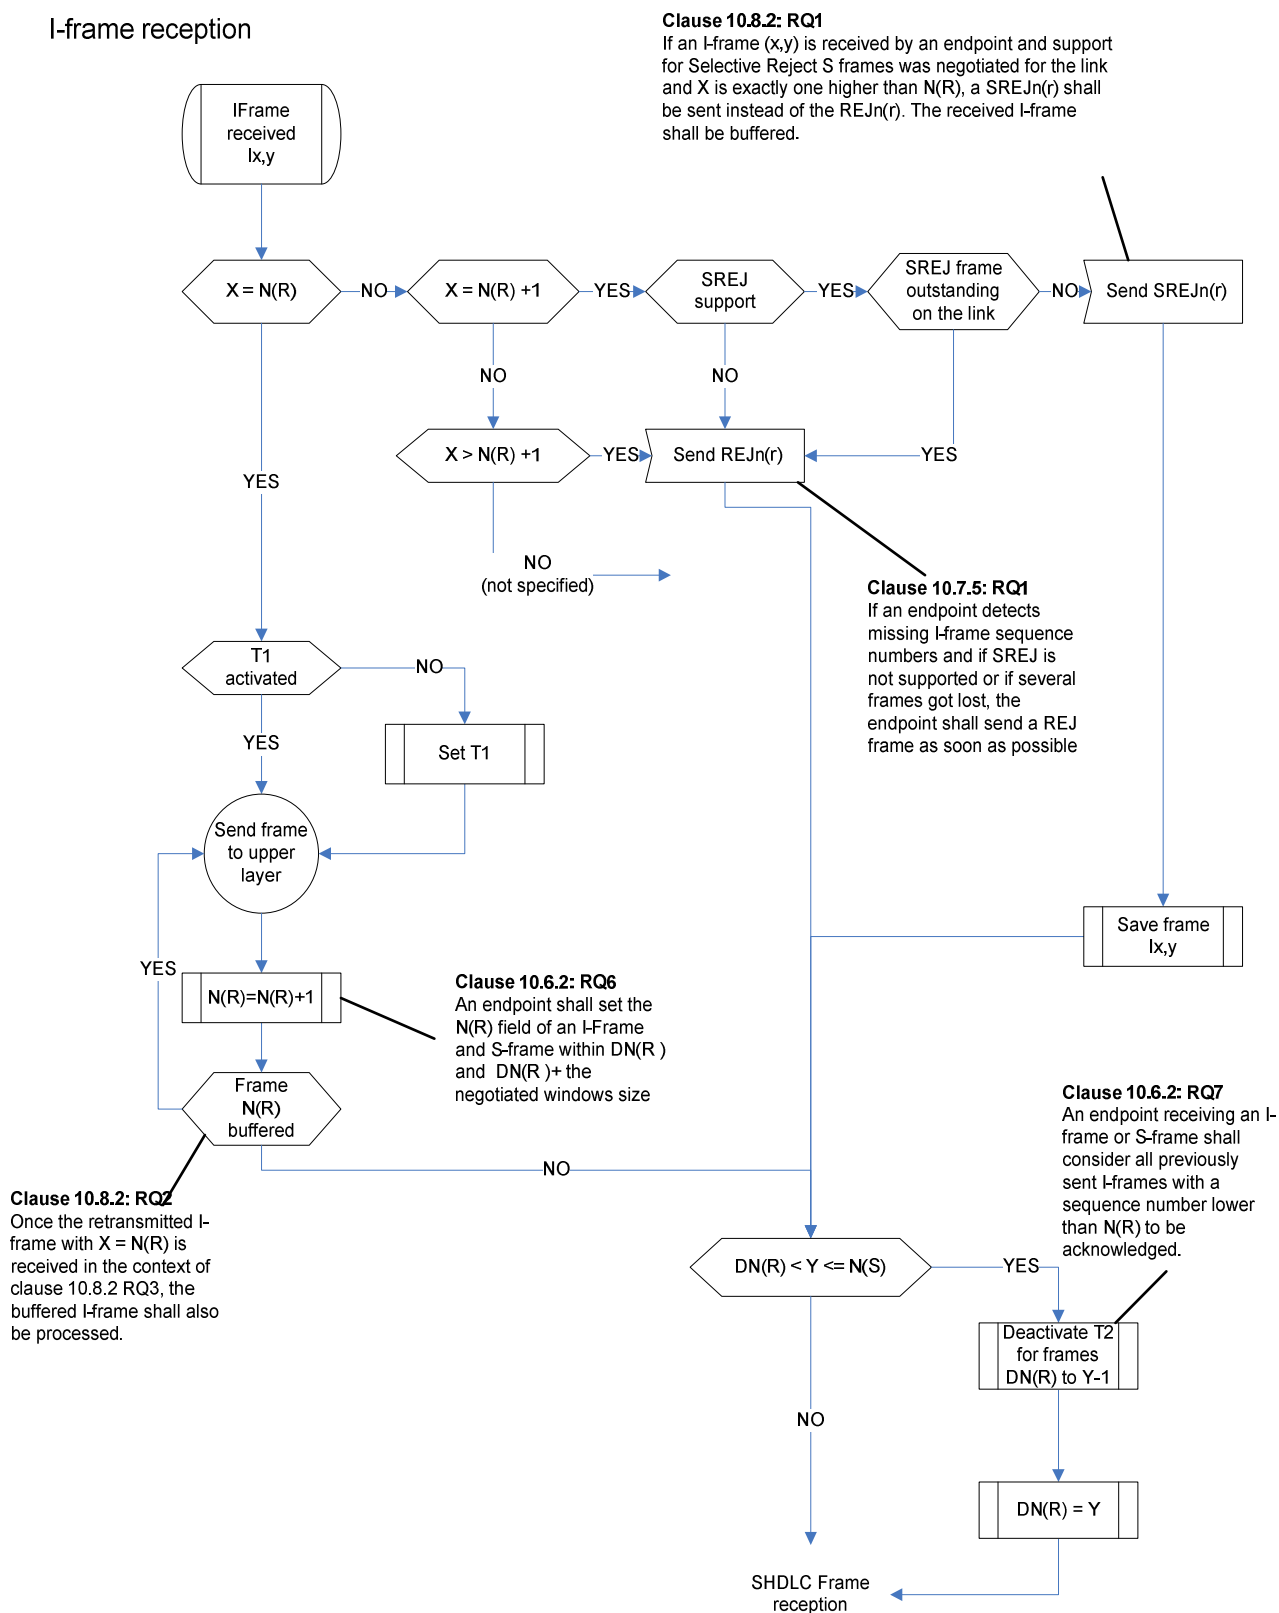 I-frame reception
Clause 10.8.2: RQ1
If an I-frame (x,y) is received by an endpoint and support
for Selective Reject S frames was negotiated for the link
and X is exactly one higher than N(R), a SREJn(r) shall
be sent instead of the REJn(r). The received I-frame
shall be buffered.
IFrame
received
Ix,y
X = N(R)
NO
X = N(R) +1
YES
SREJ
support
YES
SREJ frame
outstanding
on the link
NO
Send SREJn(r)
NO
NO
X > N(R) +1
YES
Send REJn(r)
YES
YES
NO
(not specified)
Clause 10.7.5: RQ1
If an endpoint detects
missing I-frame sequence
numbers and if SREJ is
not supported or if several
frames got lost, the
endpoint shall send a REJ
frame as soon as possible
T1
activated
NO
YES
Set T1
Send frame
to upper
layer
Save frame
Ix,y
YES
N(R)=N(R)+1
Clause 10.6.2: RQ6
An endpoint shall set the
N(R) field of an I-Frame
and S-frame within DN(R )
and  DN(R )+ the
negotiated windows size
Frame
N(R)
buffered
NO
Clause 10.6.2: RQ7
An endpoint receiving an I-
frame or S-frame shall
consider all previously
sent I-frames with a
sequence number lower
than N(R) to be
acknowledged.
Clause 10.8.2: RQ2
Once the retransmitted I-
frame with X = N(R) is
received in the context of
clause 10.8.2 RQ3, the
buffered I-frame shall also
be processed.
DN(R) < Y <= N(S)
YES
Deactivate T2
for frames
DN(R) to Y-1
NO
DN(R) = Y
SHDLC Frame
reception